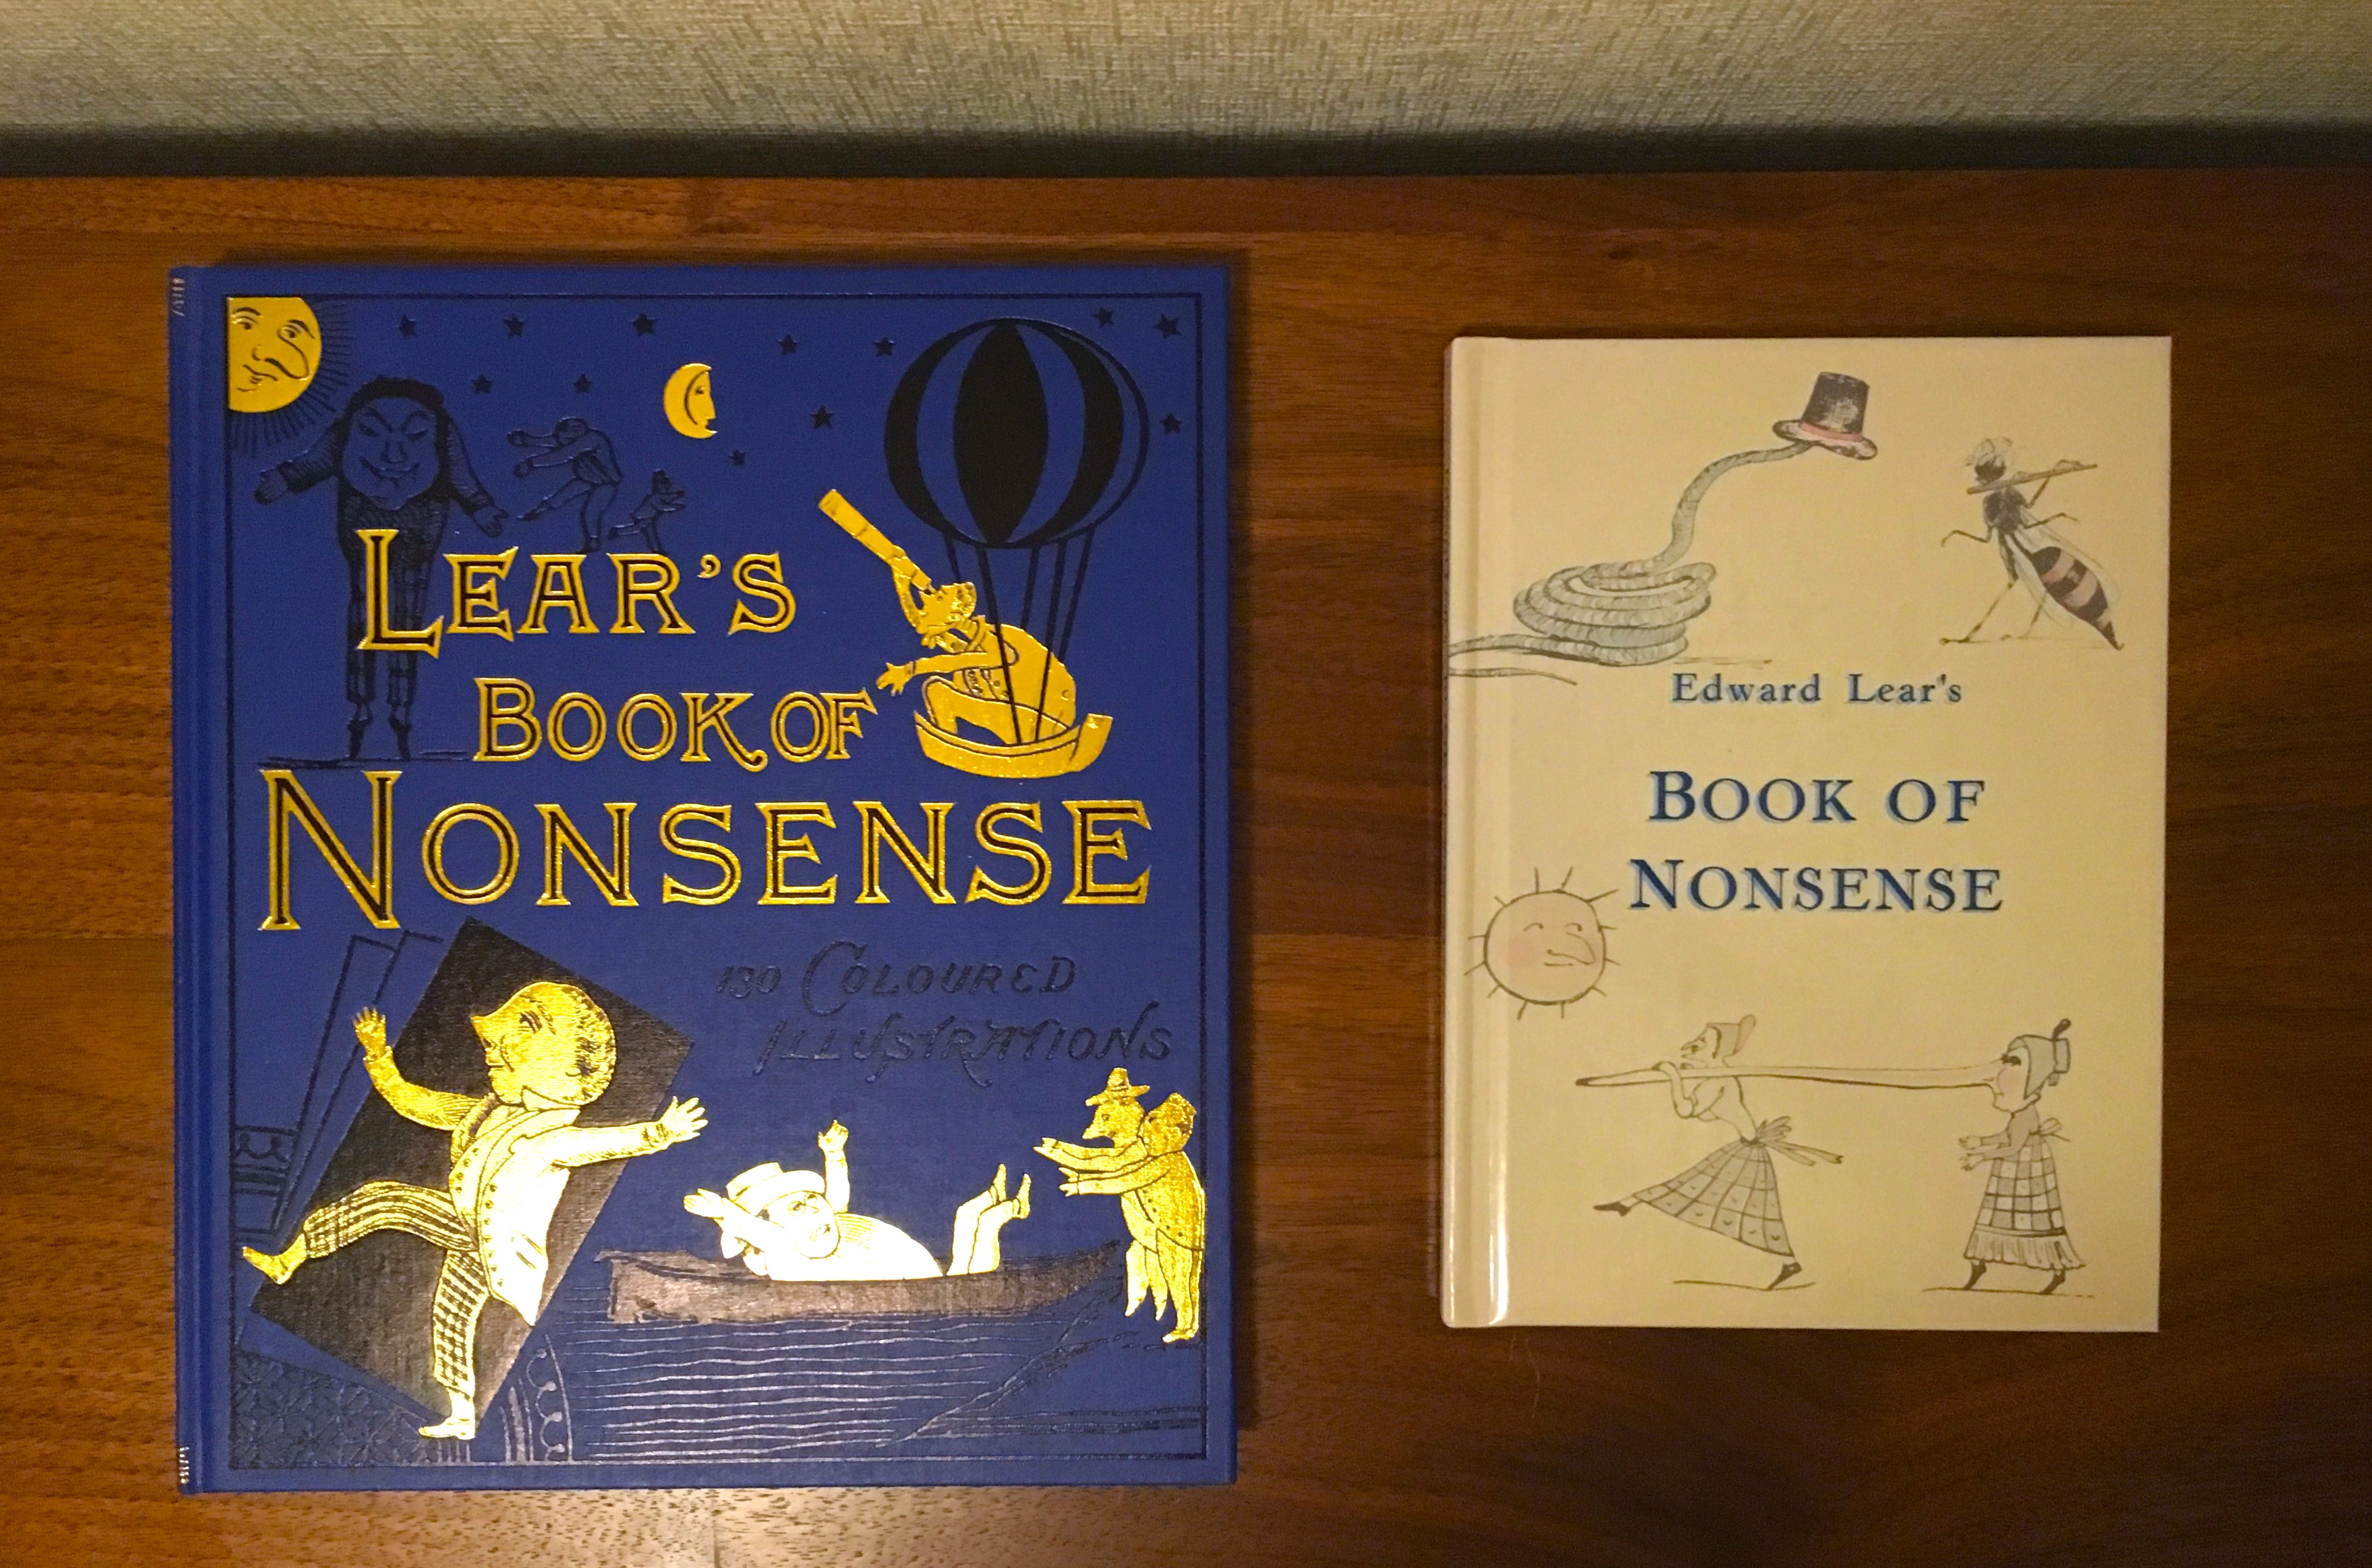 LEAR'S
BOOK OF
NONSENSE
130 COLOURED
ILLUSTRATIONS
Edward Lear's
BOOK OF
NONSENSE